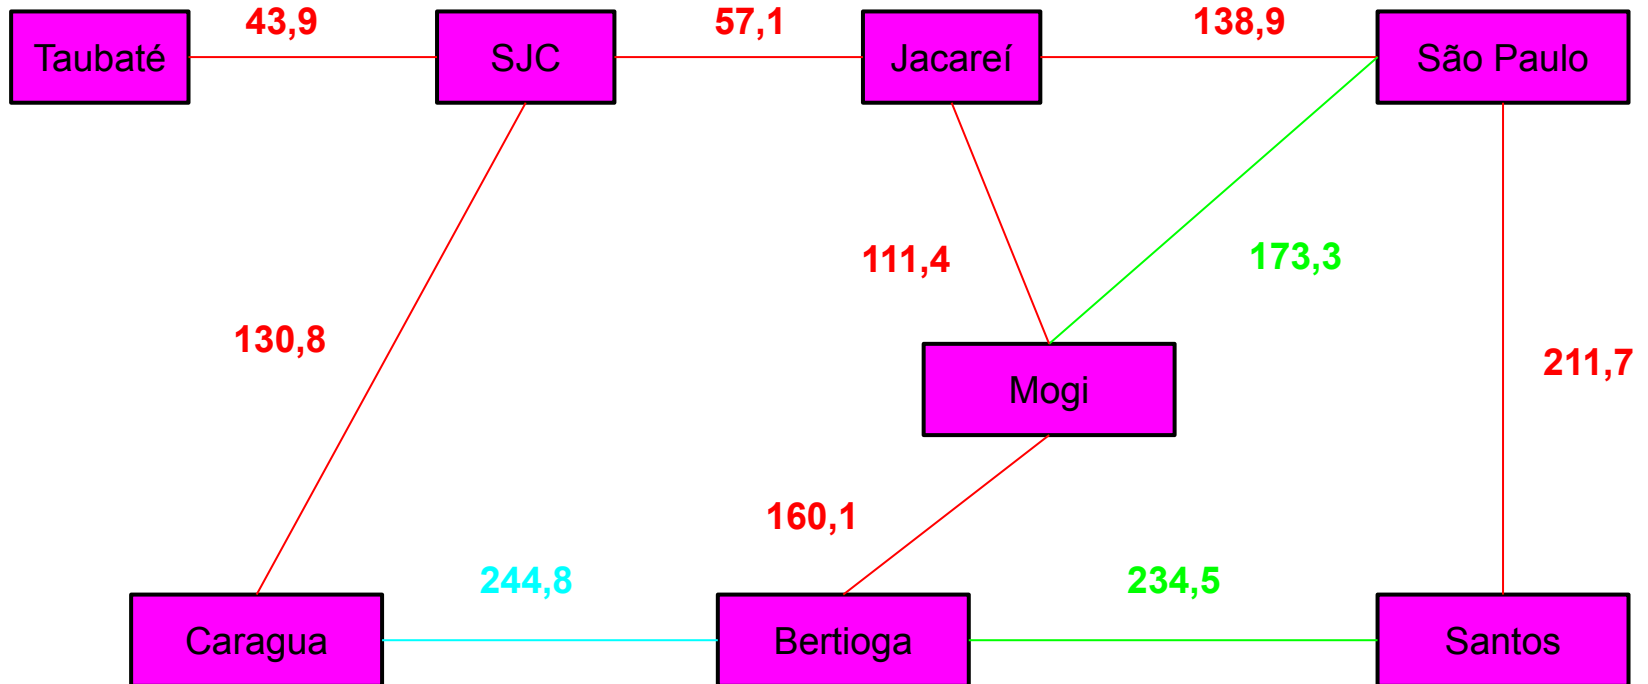 43,9
57,1
138,9
Taubaté
SJC
Jacareí
São Paulo
111,4
173,3
130,8
211,7
Mogi
160,1
244,8
234,5
Caragua
Bertioga
Santos